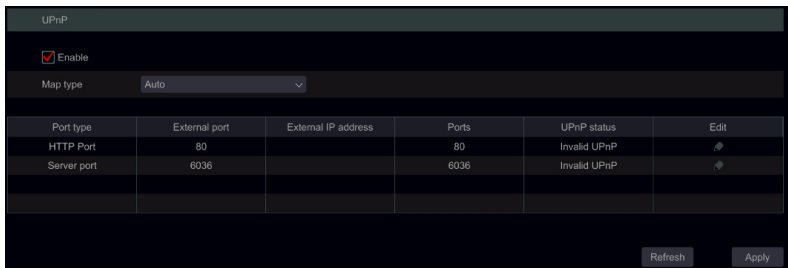 UPnP
Enable
Map type Auto
Port type External port External IP address Ports UPnP status Edit
HTTP Port 80 80 Invalid UPnP
Server port 6036 6036 Invalid UPnP
Refresh Apply